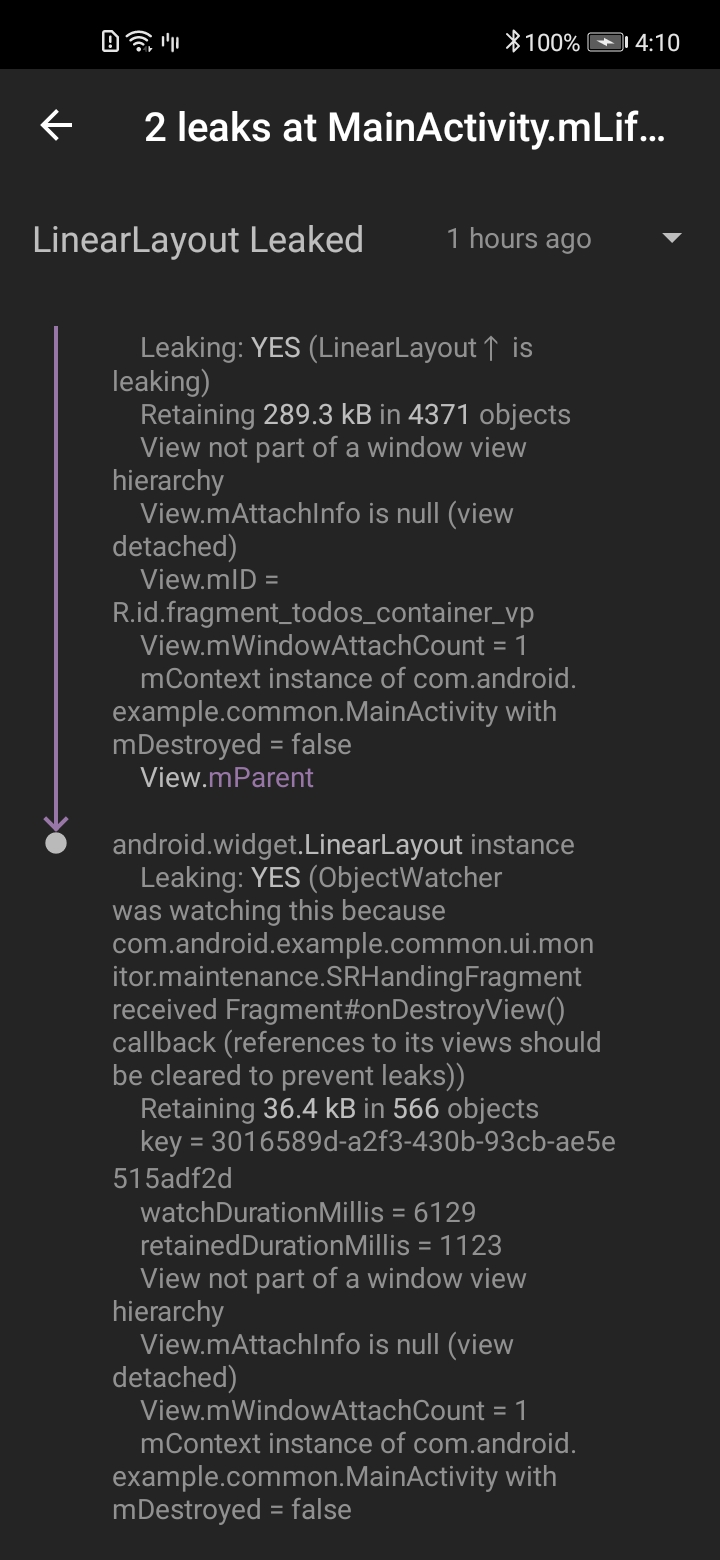 100% 4:10
2 leaks at MainActivity.mLif...
LinearLayout Leaked 1 hours ago
Leaking: YES (LinearLayout↑ is
leaking)
Retaining 289.3 kB in 4371 objects
View not part of a window view
hierarchy
View.mAttachInfo is null (view
detached)
View.mID =
R.id.fragment_todos_container_vp
View.mWindowAttachCount = 1
mContext instance of com.android.
example.common.MainActivity with
mDestroyed = false
View.mParent
android.widget.LinearLayout instance
Leaking: YES (ObjectWatcher
was watching this because
com.android.example.common.ui.mon
itor.maintenance.SRHandingFragment
received Fragment#onDestroyView()
callback (references to its views should
be cleared to prevent leaks))
Retaining 36.4 kB in 566 objects
key = 3016589d-a2f3-430b-93cb-ae5e
515adf2d
watchDurationMillis = 6129
retainedDurationMillis = 1123
View not part of a window view
hierarchy
View.mAttachInfo is null (view
detached)
View.mWindowAttachCount = 1
mContext instance of com.android.
example.common.MainActivity with
mDestroyed = false